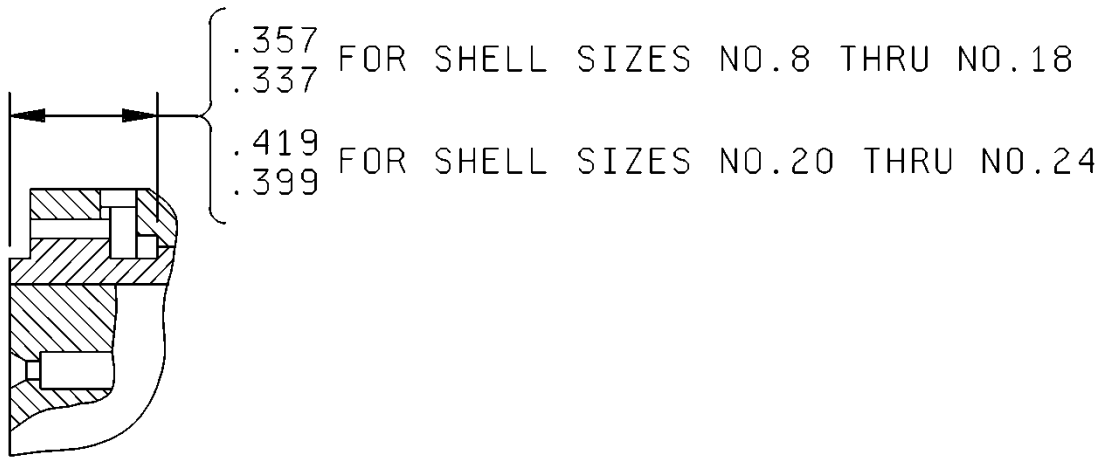 .357
.337
FOR SHELL SIZES NO.8 THRU NO.18
.419
.399
FOR SHELL SIZES NO.20 THRU NO.24